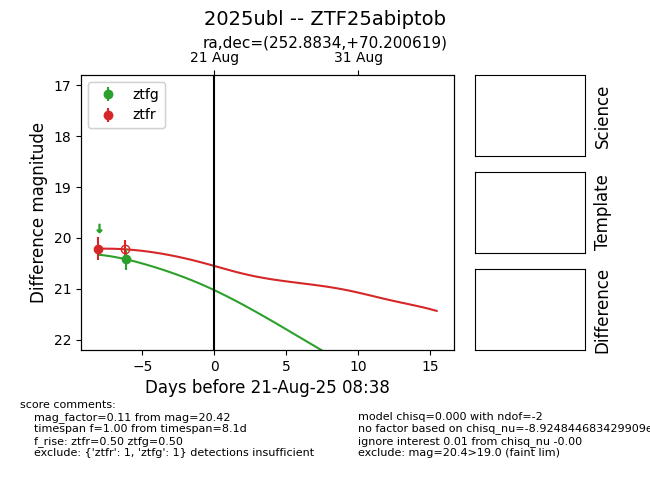 2025ubl -- ZTF25abiptob
ra,dec=(252.8834,+70.200619)
21 Aug
31 Aug
ztfg
ztfr
17
18
19
20
21
22
Difference magnitude
−5
0
5
10
15
Days before 21-Aug-25 08:38
Science
Template
Difference
score comments:
mag_factor=0.11 from mag=20.42
timespan f=1.00 from timespan=8.1d
f_rise: ztfr=0.50 ztfg=0.50
exclude: {'ztfr': 1, 'ztfg': 1} detections insufficient
model chisq=0.000 with ndof=-2
no factor based on chisq_nu=-8.924844683429909e
ignore interest 0.01 from chisq_nu -0.00
exclude: mag=20.4>19.0 (faint lim)